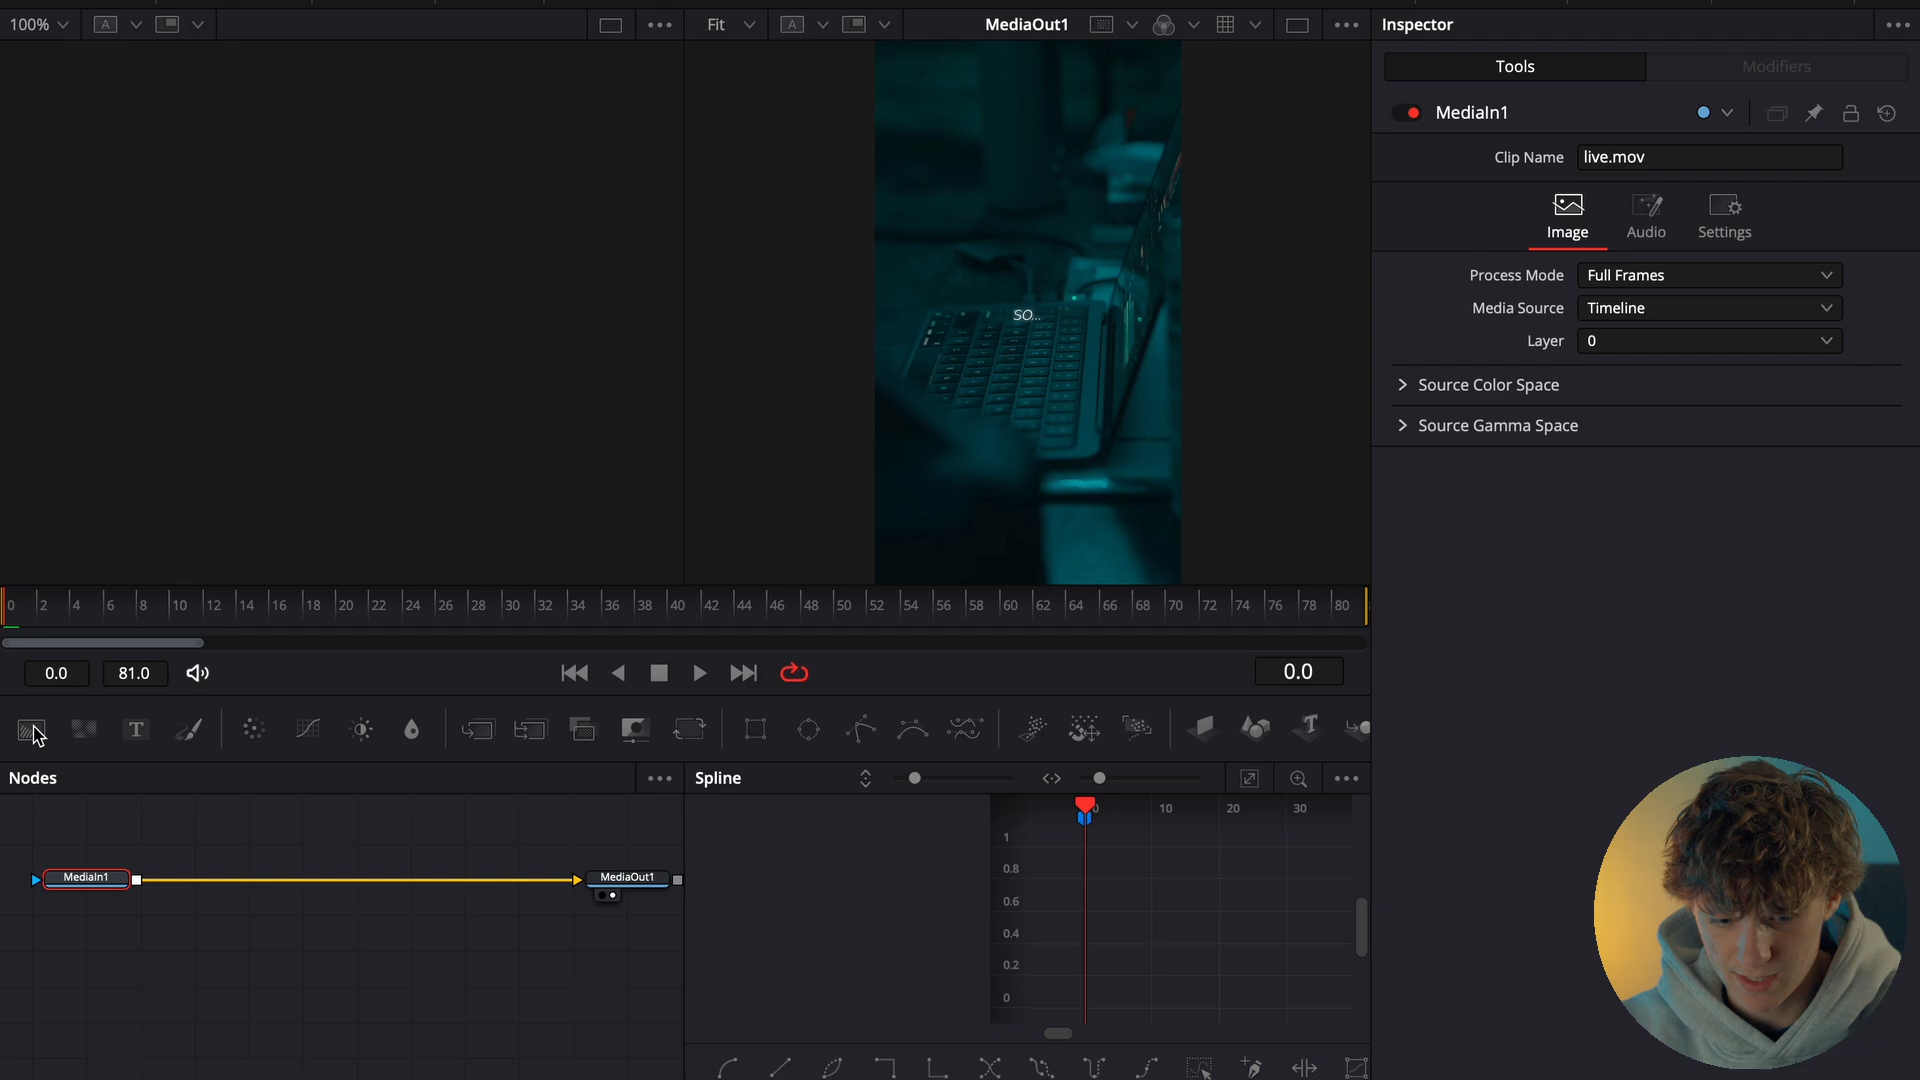 100%
A
Fit
A
MediaOut1
Inspector
Tools
Modifiers
MediaIn1
Clip Name
live.mov
Image
Audio
Settings
Process Mode
Full Frames
Media Source
Timeline
Layer
0
Source Color Space
Source Gamma Space
SO...
0 2 4 6 8 10 12 14 16 18 20 22 24 26 28 30 32 34 36 38 40 42 44 46 48 50 52 54 56 58 60 62 64 66 68 70 72 74 76 78 80
0.0
81.0
0.0
T
T
Nodes
Spline
MediaIn1
MediaOut1
0 10 20 30
1
0.8
0.6
0.4
0.2
0